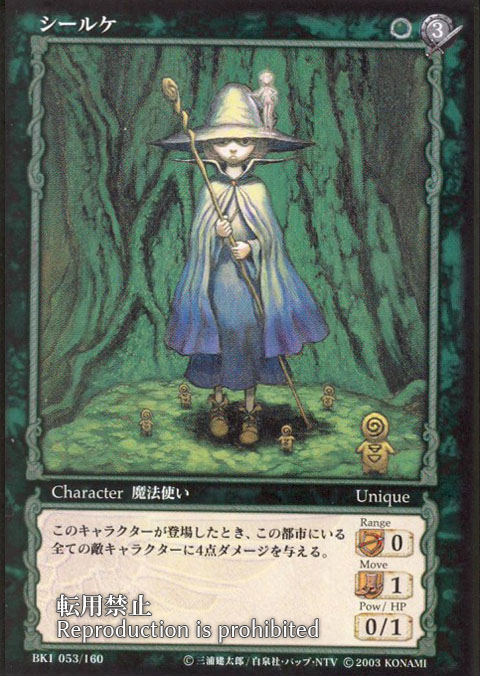 シールケ
3
Character 魔法使い
Unique
このキャラクターが登場したとき、この都市にいる
全ての敵キャラクターに4点ダメージを与える。
Range
0
Move
1
Pow/ HP
0/1
転用禁止
Reproduction is prohibited
BK1 053/160
©三浦建太郎/白泉社・バップ・NTV ©2003 KONAMI